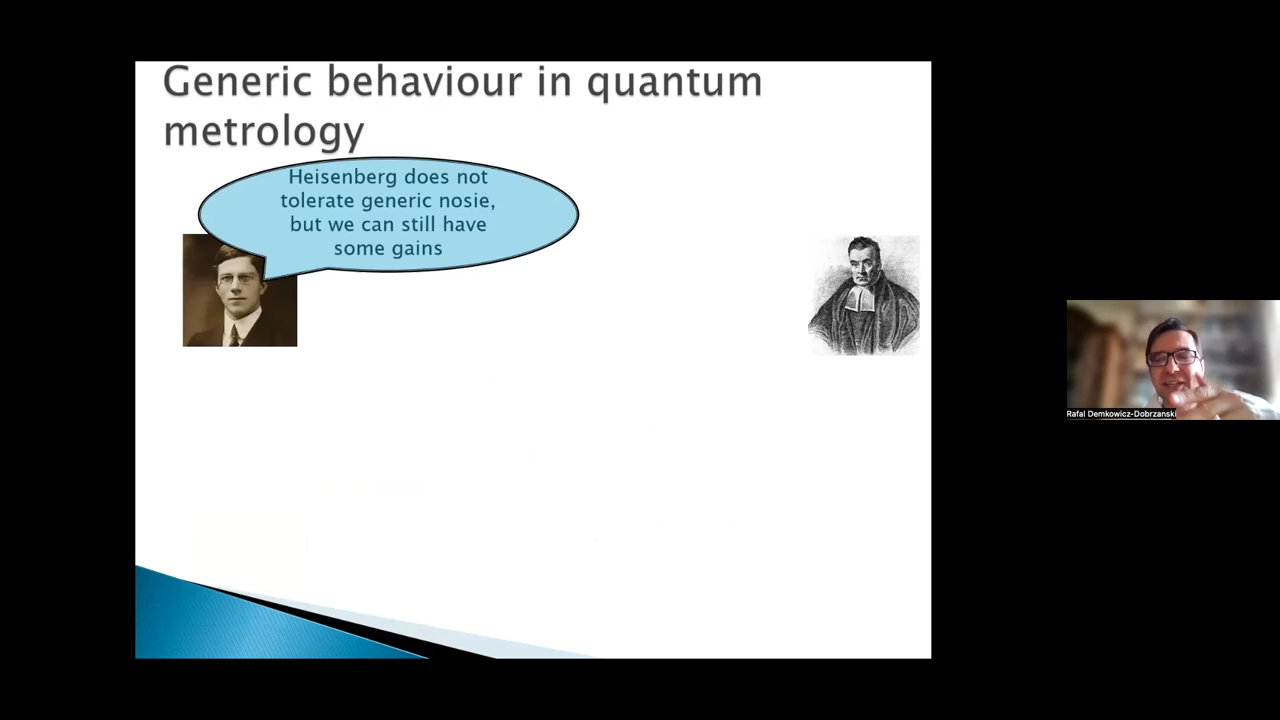 Generic behaviour in quantum
metrology
Heisenberg does not
tolerate generic nosie,
but we can still have
some gains
Rafal Demkowicz-Dobrzanski